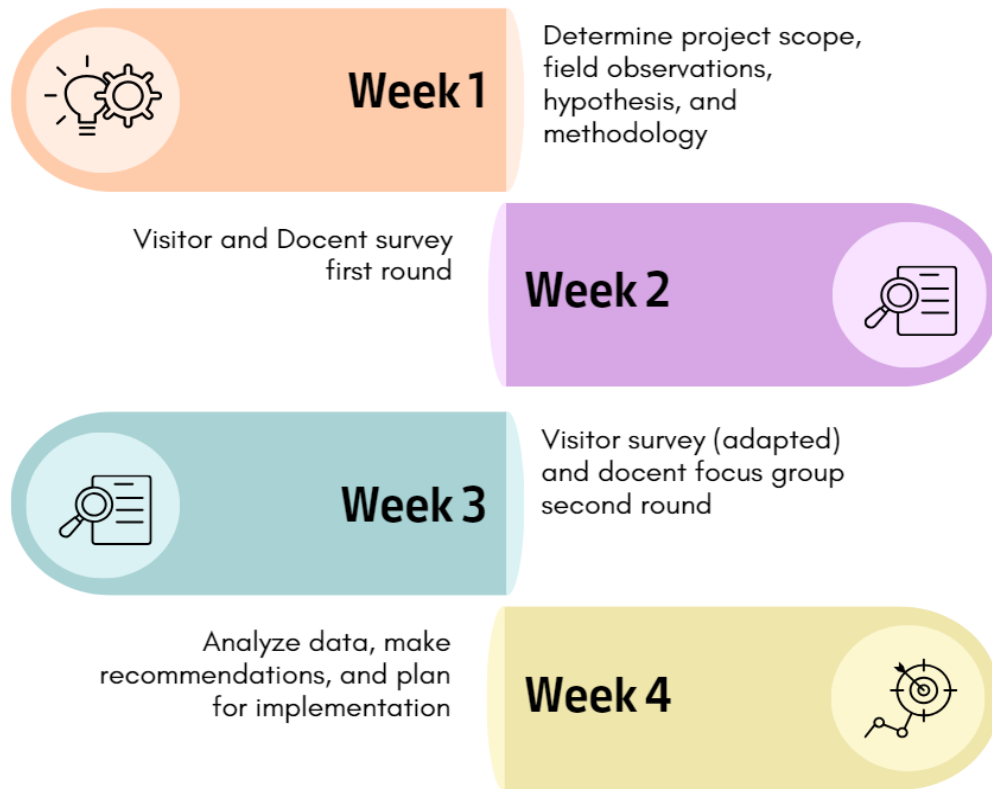 Week 1
Determine project scope,
field observations,
hypothesis, and
methodology
Visitor and Docent survey
first round
Week 2
Week 3
Visitor survey (adapted)
and docent focus group
second round
Analyze data, make
recommendations, and plan
for implementation
Week 4